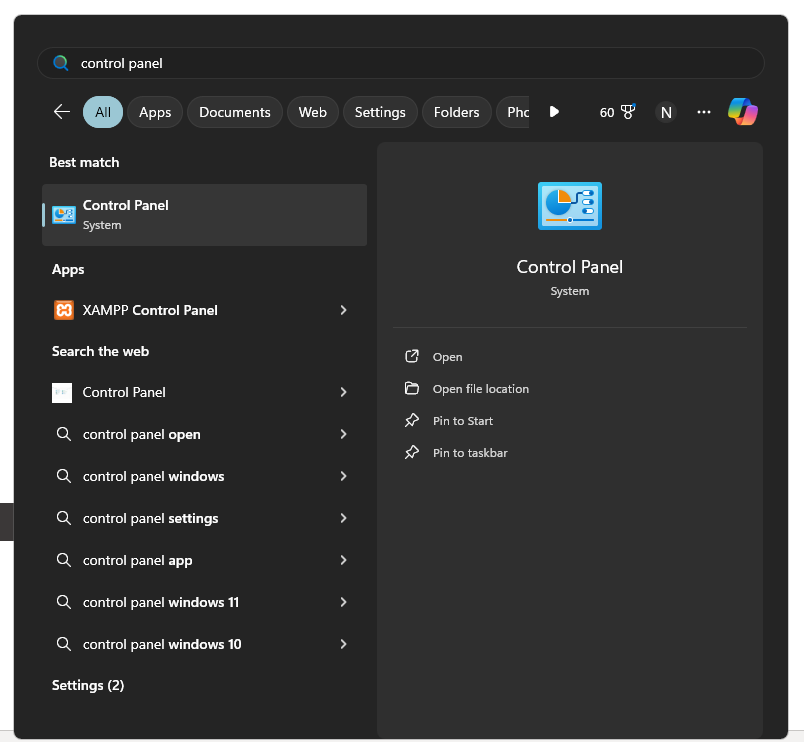 control panel
All
Apps
Documents
Web
Settings
Folders
Pho
60
N
Best match
Control Panel
System
Apps
XAMPP Control Panel
Search the web
Control Panel
control panel open
control panel windows
control panel settings
control panel app
control panel windows 11
control panel windows 10
Settings (2)
Control Panel
System
Open
Open file location
Pin to Start
Pin to taskbar